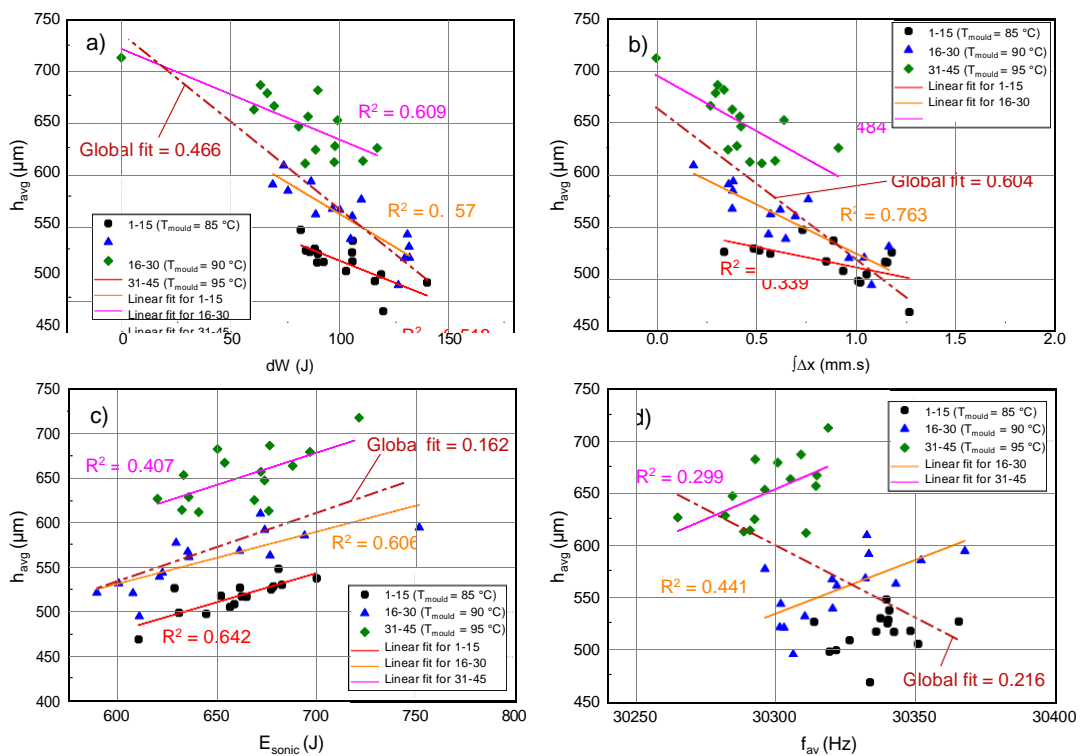 a)
750
700
650
600
550
500
450
h_avg (µm)
R² = 0.609
Global fit = 0.466
1-15 (T_mould = 85 °C)
16-30 (T_mould = 90 °C)
31-45 (T_mould = 95 °C)
Linear fit for 1-15
Linear fit for 16-30
0
50
100
150
dW (J)
b)
750
700
650
600
550
500
450
h_avg (µm)
1-15 (T_mould = 85 °C)
16-30 (T_mould = 90 °C)
31-45 (T_mould = 95 °C)
Linear fit for 1-15
Linear fit for 16-30
484
Global fit = 0.604
R² = 0.763
R² =
0.339
0.0
0.5
1.0
1.5
2.0
∫Δx (mm.s)
c)
750
700
650
600
550
500
450
400
h_avg (µm)
R² = 0.407
Global fit = 0.162
R² = 0.606
R² = 0.642
1-15 (T_mould = 85 °C)
16-30 (T_mould = 90 °C)
31-45 (T_mould = 95 °C)
Linear fit for 1-15
Linear fit for 16-30
Linear fit for 31-45
600
650
700
750
800
E_sonic (J)
d)
750
700
650
600
550
500
450
h_avg (µm)
1-15 (T_mould = 85 °C)
16-30 (T_mould = 90 °C)
31-45 (T_mould = 95 °C)
Linear fit for 16-30
Linear fit for 31-45
R² = 0.299
R² = 0.441
Global fit = 0.216
30250
30300
30350
30400
f_av (Hz)